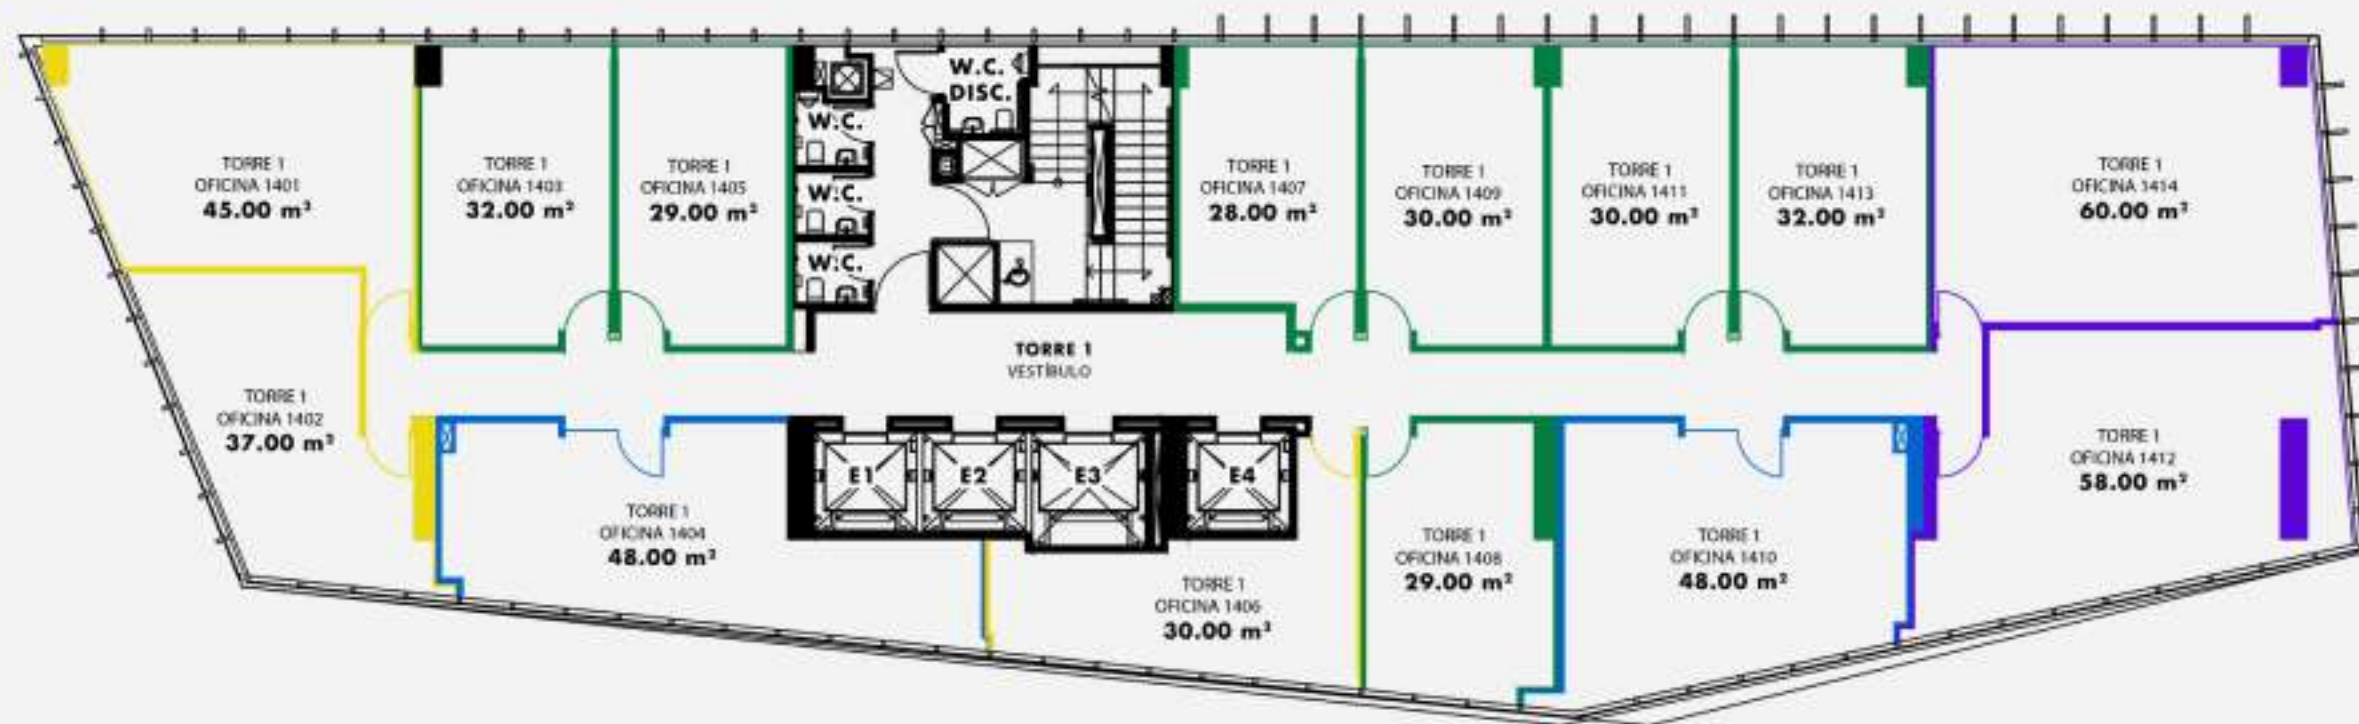 W.C.
DISC.
W.C.
W.C.
W.C.
TORRE 1
OFICINA 1401
45.00 m²
TORRE 1
OFICINA 1403
32.00 m²
TORRE 1
OFICINA 1405
29.00 m²
TORRE 1
OFICINA 1407
28.00 m²
TORRE 1
OFICINA 1409
30.00 m²
TORRE 1
OFICINA 1411
30.00 m²
TORRE 1
OFICINA 1413
32.00 m²
TORRE 1
OFICINA 1414
60.00 m²
TORRE 1
VESTÍBULO
TORRE 1
OFICINA 1402
37.00 m²
TORRE 1
OFICINA 1404
48.00 m²
E1
E2
E3
E4
TORRE 1
OFICINA 1406
30.00 m²
TORRE 1
OFICINA 1408
29.00 m²
TORRE 1
OFICINA 1410
48.00 m²
TORRE 1
OFICINA 1412
58.00 m²